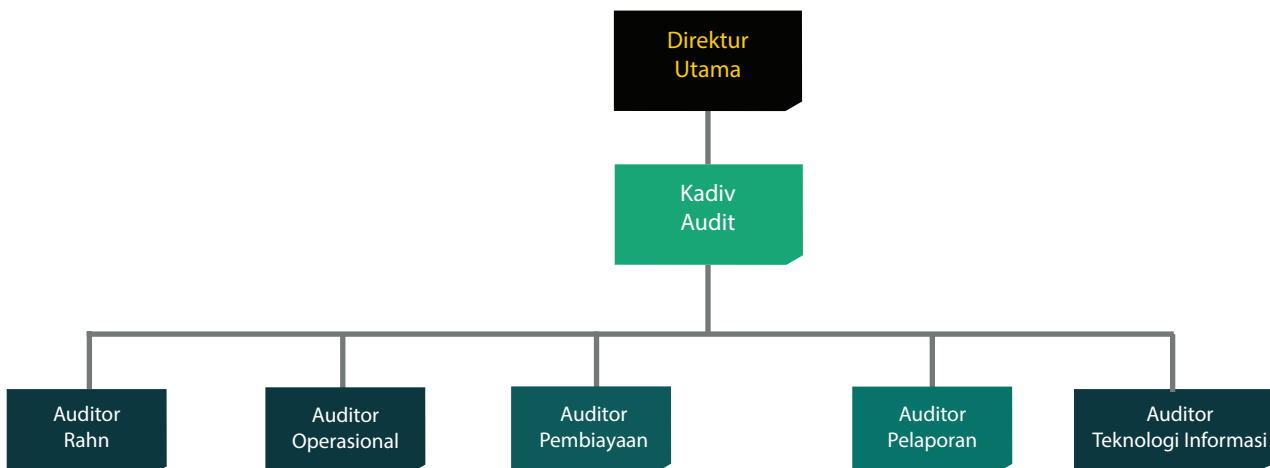 Direktur
Utama
Kadiv
Audit
Auditor
Rahn
Auditor
Operasional
Auditor
Pembiayaan
Auditor
Pelaporan
Auditor
Teknologi Informasi